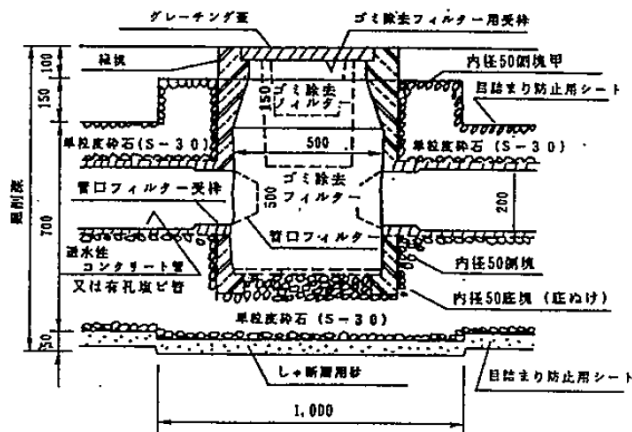 グレーチング蓋
ゴミ除去フィルター用受枠
縁塊
内径50側塊甲
目詰まり防止用シート
100
150
150
ゴミ除去
フィルター
500
単粒度砕石(S-30)
単粒度砕石(S-30)
管口フィルター受枠
ゴミ除去
フィルター
500
200
掘削深
700
管口フィルター
透水性
コンクリート管
又は有孔塩ビ管
内径50側塊
内径50底塊(底ぬけ)
単粒度砕石(S-30)
50
しゃ断層用砂
目詰まり防止用シート
1,000